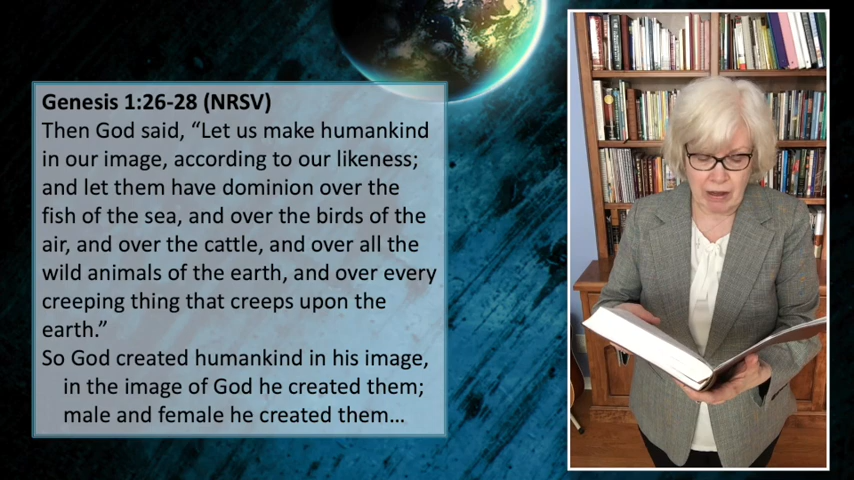 Genesis 1:26-28 (NRSV)
Then God said, “Let us make humankind
in our image, according to our likeness;
and let them have dominion over the
fish of the sea, and over the birds of the
air, and over the cattle, and over all the
wild animals of the earth, and over every
creeping thing that creeps upon the
earth.”
So God created humankind in his image,
in the image of God he created them;
male and female he created them...